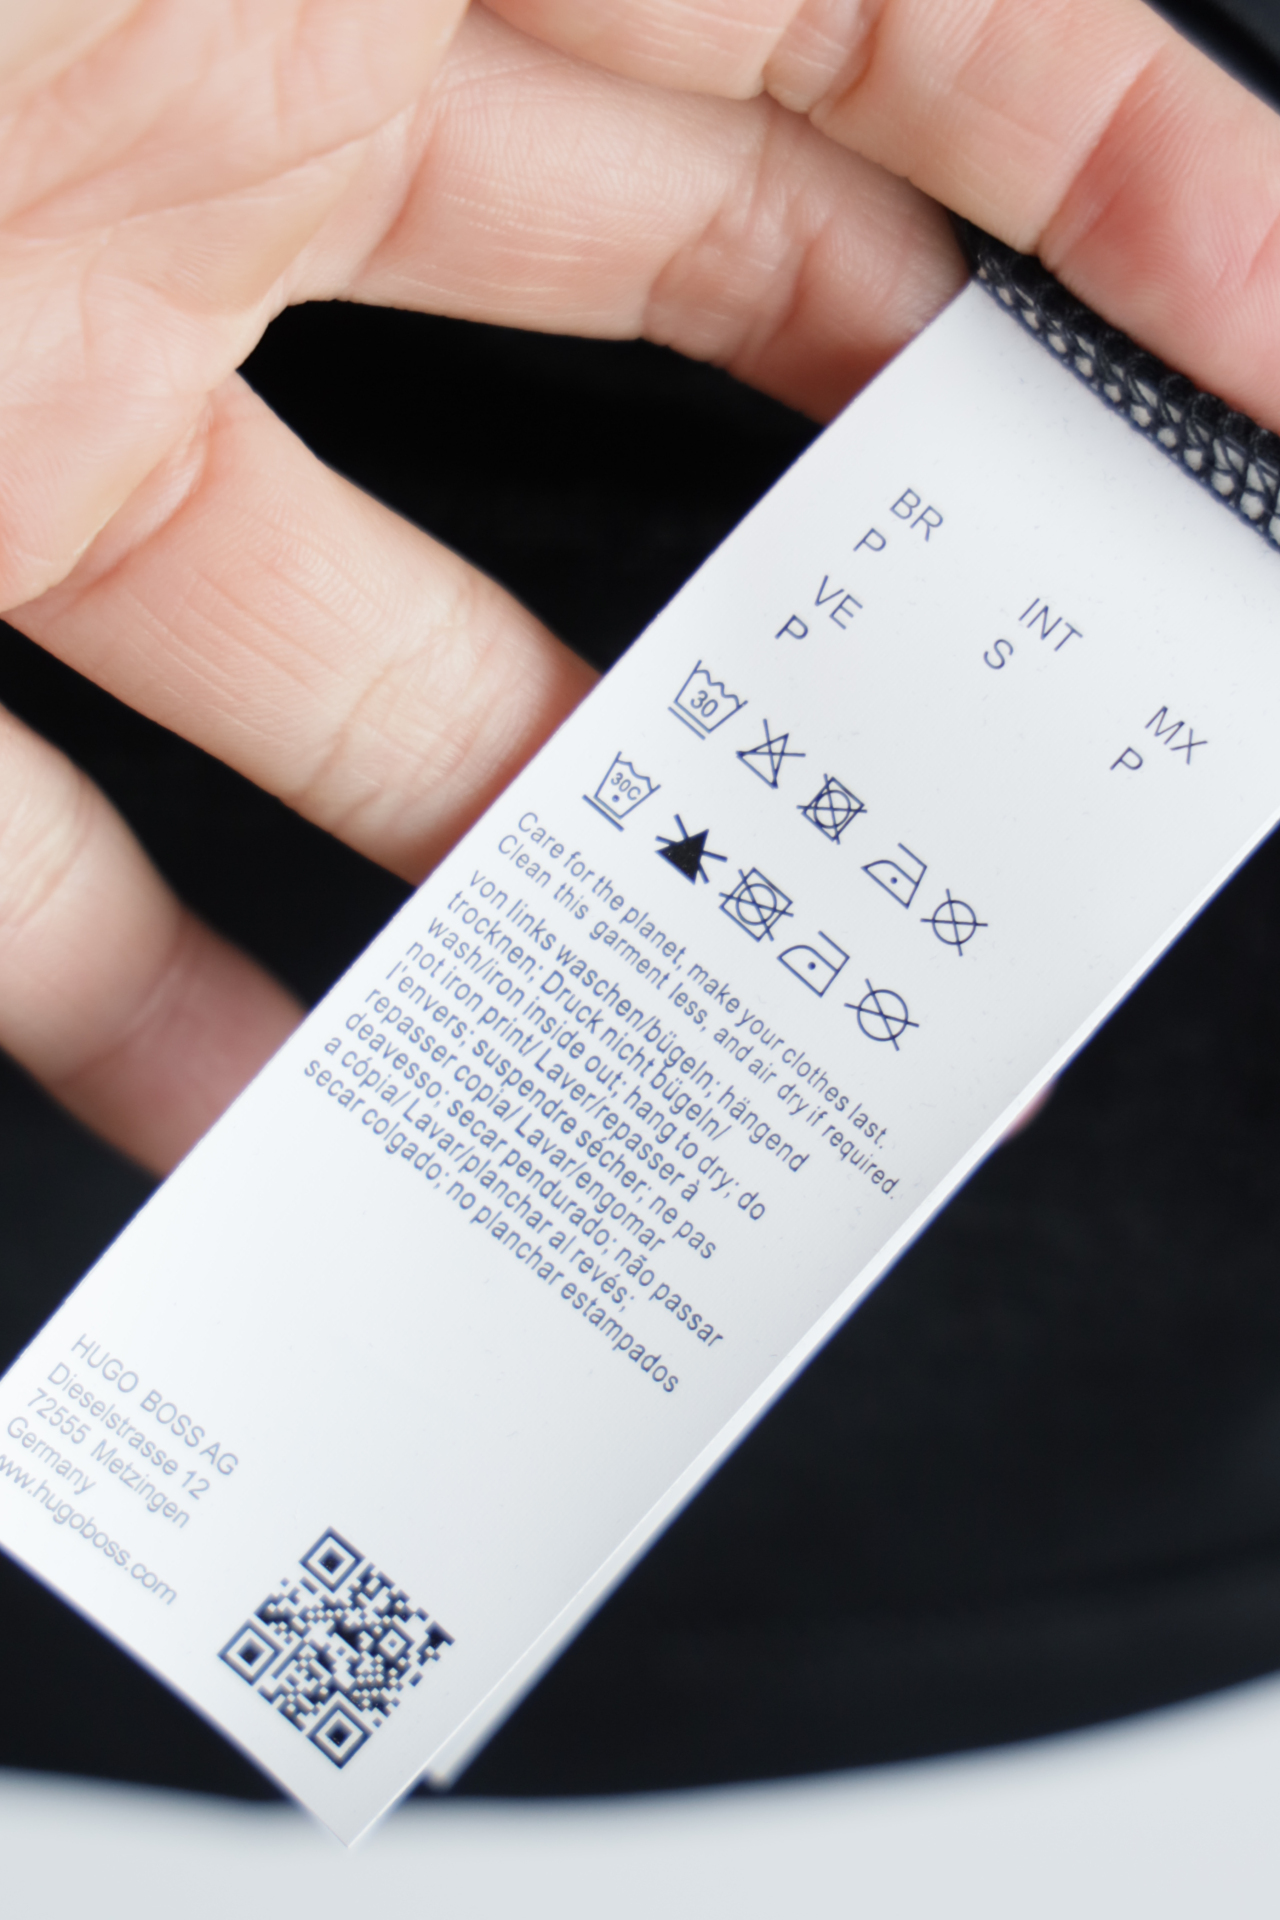 BR
P
INT
S
MX
P
VE
P
30
30C
Care for the planet, make your clothes last.
Clean this garment less, and air dry if required.
von links waschen/bügeln; hängend
trocknen; Druck nicht bügeln/
wash/iron inside out; hang to dry; do
not iron print/ Laver/repasser à
l'envers; suspendre sécher; ne pas
repasser copia/ Lavar/engomar
deavesso; secar pendurado; não passar
a cópia/ Lavar/planchar al revés;
secar colgado; no planchar estampados
HUGO BOSS AG
Dieselstrasse 12
72555 Metzingen
Germany
www.hugoboss.com